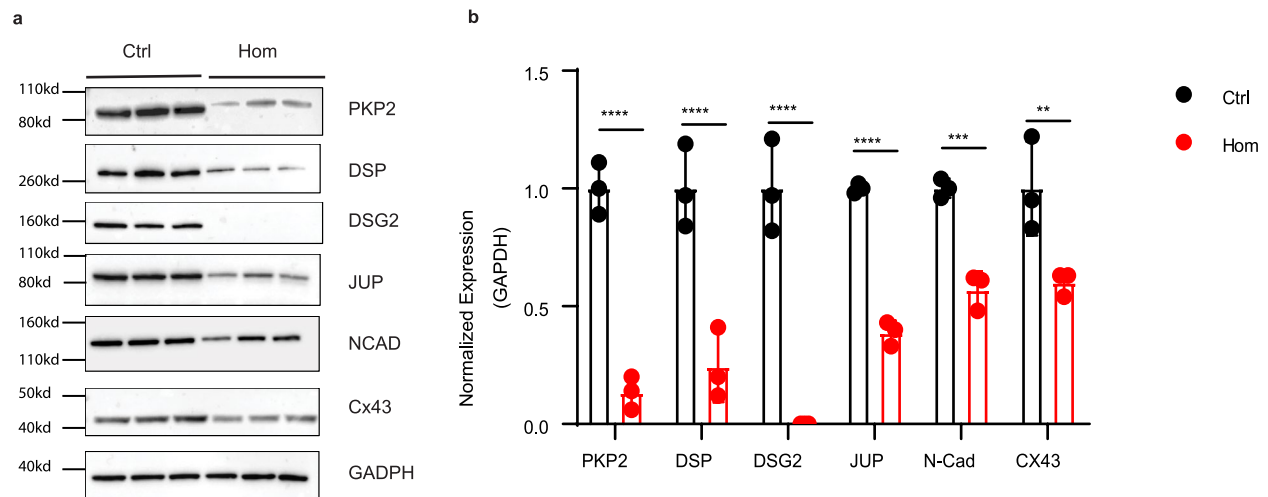 a
Ctrl Hom
110kd
80kd
PKP2
260kd
DSP
160kd
DSG2
110kd
80kd
JUP
160kd
110kd
NCAD
50kd
40kd
Cx43
40kd
GADPH
b
Normalized Expression
(GAPDH)
1.5
1.0
0.5
0.0
**** **** **** **** *** **
PKP2 DSP DSG2 JUP N-Cad CX43
Ctrl
Hom